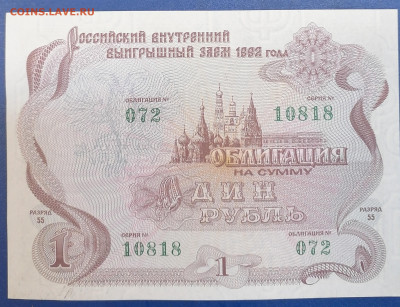 COINS.LAVE.RU
РОССИЙСКИЙ ВНУТРЕННИЙ
ВЫИГРЫШНЫЙ ЗАЕМ 1992 ГОДА
ОБЛИГАЦИЯ № СЕРИЯ №
072 10818
ОБЛИГАЦИЯ
НА СУММУ
ОДИН
РУБЛЬ
РАЗРЯД РАЗРЯД
55 55
СЕРИЯ № ОБЛИГАЦИЯ №
1 10818 072
1